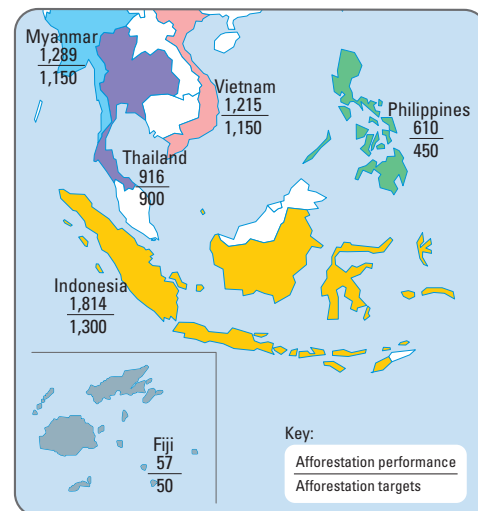 Myanmar
1,289
1,150
Vietnam
1,215
1,150
Philippines
610
450
Thailand
916
900
Indonesia
1,814
1,300
Fiji
57
50
Key:
Afforestation performance
Afforestation targets